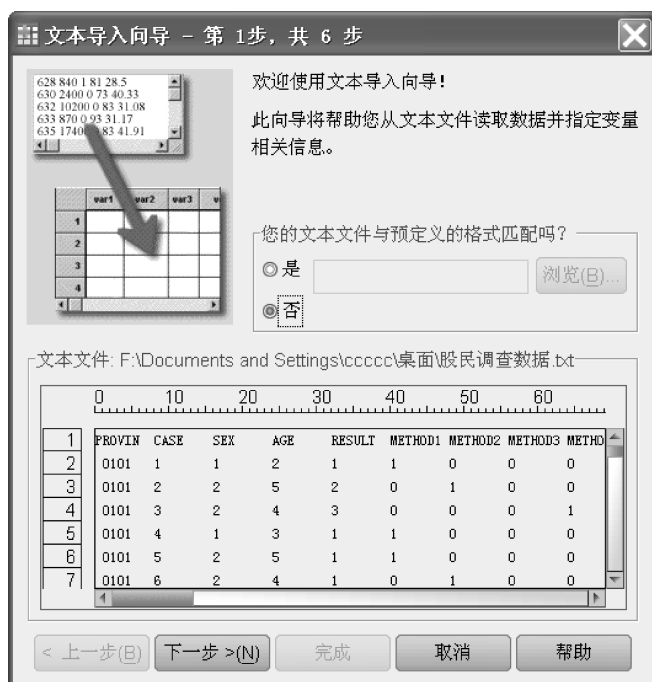 文本导入向导 - 第 1步，共 6 步
628 840 1 81 28.5
630 2400 0 73 40.33
632 10200 0 83 31.08
633 870 0 93 31.17
635 1740 83 41.91
var1 var2 var3 v
1
2
3
4
欢迎使用文本导入向导!
此向导将帮助您从文本文件读取数据并指定变量
相关信息。
您的文本文件与预定义的格式匹配吗？
是
浏览(B)...
否
文本文件: F:\Documents and Settings\ccccc\桌面\股民调查数据.txt
0 10 20 30 40 50 60
1 PROVIN CASE SEX AGE RESULT METHOD1 METHOD2 METHOD3 METHO
2 0101 1 1 2 1 1 0 0 0
3 0101 2 2 5 2 0 1 0 0
4 0101 3 2 4 3 0 0 0 1
5 0101 4 1 3 1 1 0 0 0
6 0101 5 2 5 1 1 0 0 0
7 0101 6 2 4 1 0 1 0 0
< 上一步(B) 下一步 >(N) 完成 取消 帮助